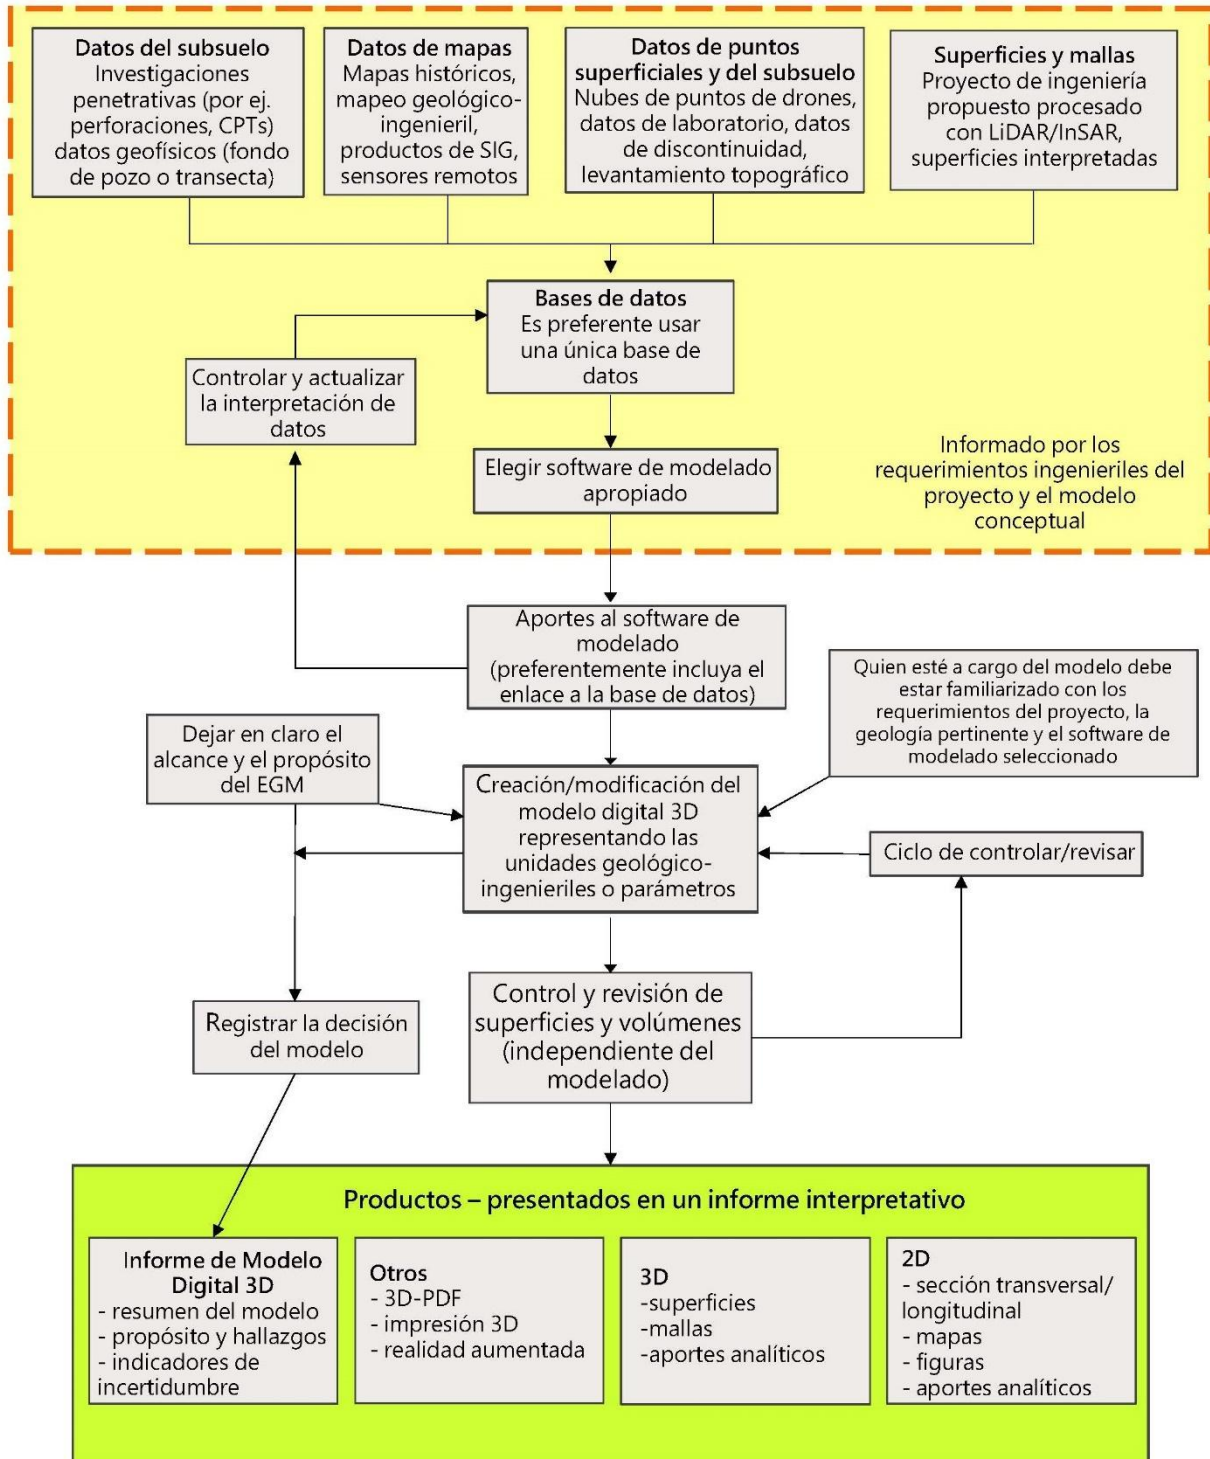 Datos del subsuelo
Investigaciones
penetrativas (por ej.
perforaciones, CPTs)
datos geofísicos (fondo
de pozo o transecta)
Datos de mapas
Mapas históricos,
mapeo geológico-
ingenieril,
productos de SIG,
sensores remotos
Datos de puntos
superficiales y del subsuelo
Nubes de puntos de drones,
datos de laboratorio, datos
de discontinuidad,
levantamiento topográfico
Superficies y mallas
Proyecto de ingeniería
propuesto procesado
con LiDAR/InSAR,
superficies interpretadas
Bases de datos
Es preferente usar
una única base de
datos
Controlar y actualizar
la interpretación de
datos
Elegir software de modelado
apropiado
Informado por los
requerimientos ingenieriles del
proyecto y el modelo
conceptual
Aportes al software de
modelado
(preferentemente incluya el
enlace a la base de datos)
Quien esté a cargo del modelo debe
estar familiarizado con los
requerimientos del proyecto, la
geología pertinente y el software de
modelado seleccionado
Dejar en claro el
alcance y el propósito
del EGM
Creación/modificación del
modelo digital 3D
representando las
unidades geológico-
ingenieriles o parámetros
Ciclo de controlar/revisar
Control y revisión de
superficies y volúmenes
(independiente del
modelado)
Registrar la decisión
del modelo
Productos – presentados en un informe interpretativo
Informe de Modelo
Digital 3D
- resumen del modelo
- propósito y hallazgos
- indicadores de
incertidumbre
Otros
- 3D-PDF
- impresión 3D
- realidad aumentada
3D
-superficies
-mallas
-aportes analíticos
2D
- sección transversal/
longitudinal
- mapas
- figuras
- aportes analíticos